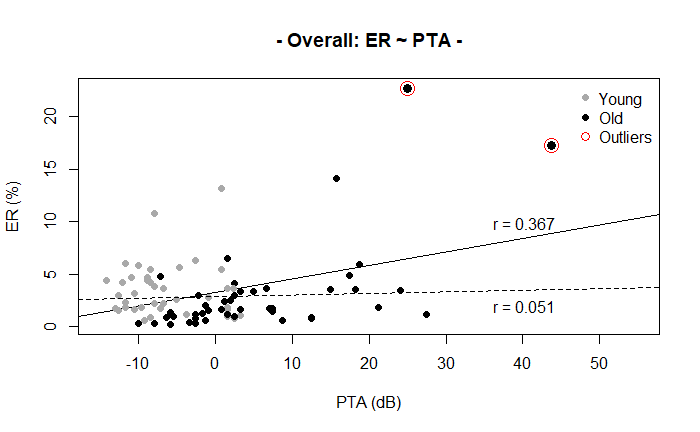 - Overall: ER ~ PTA -
Young
Old
Outliers
r = 0.367
r = 0.051
ER (%)
0
5
10
15
20
-10
0
10
20
30
40
50
PTA (dB)